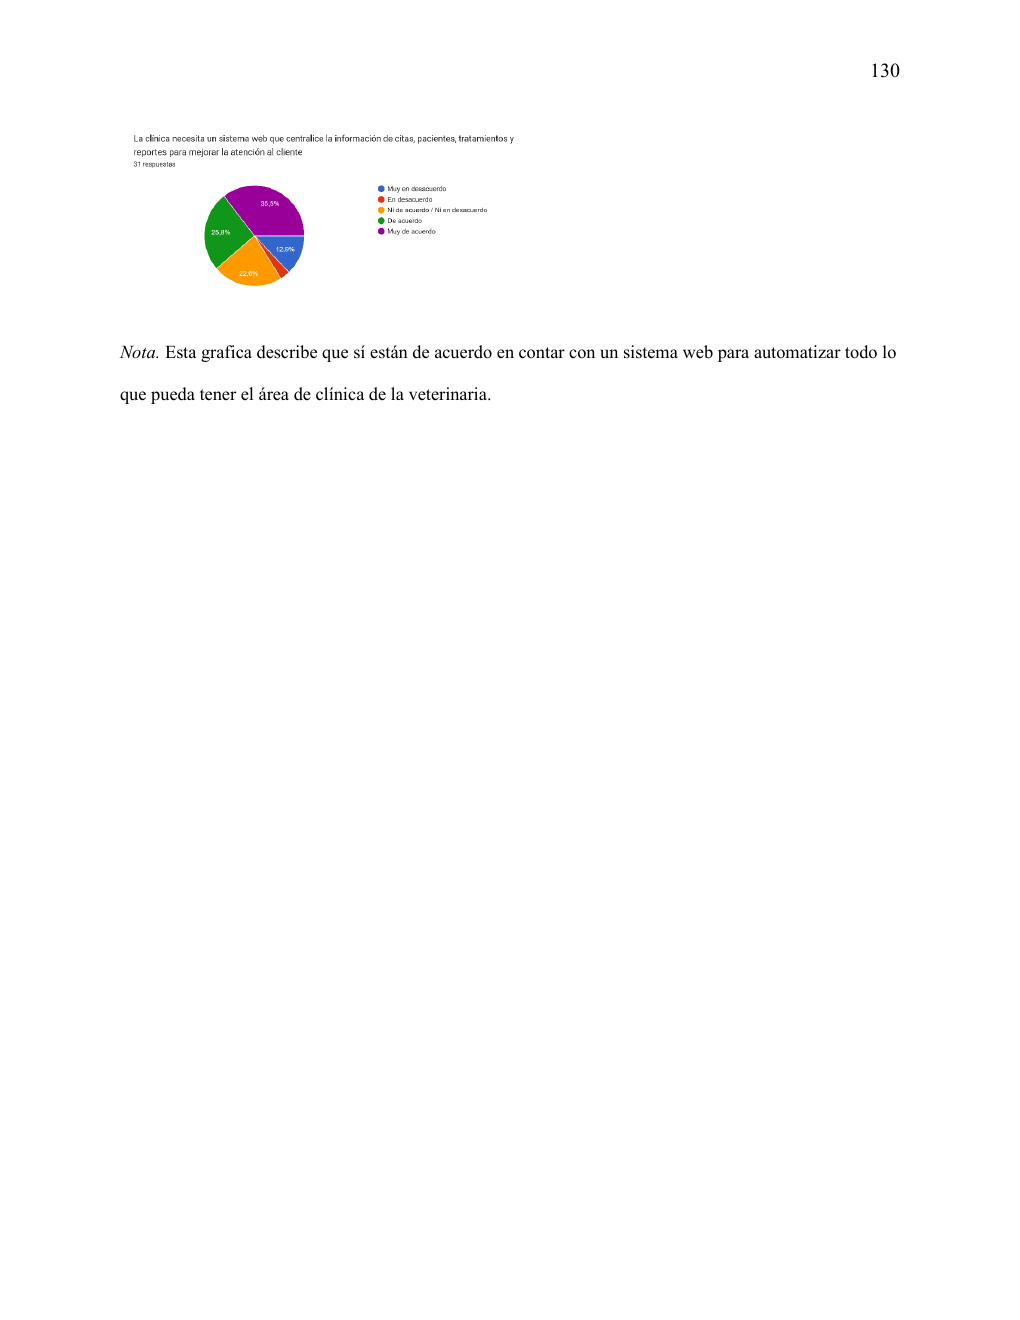 130
La clínica necesita un sistema web que centralice la información de citas, pacientes, tratamientos y
reportes para mejorar la atención al cliente
31 respuestas
35,5%
25,8%
12,9%
22,6%
Muy en desacuerdo
En desacuerdo
Ni de acuerdo / Ni en desacuerdo
De acuerdo
Muy de acuerdo
Nota. Esta grafica describe que sí están de acuerdo en contar con un sistema web para automatizar todo lo
que pueda tener el área de clínica de la veterinaria.